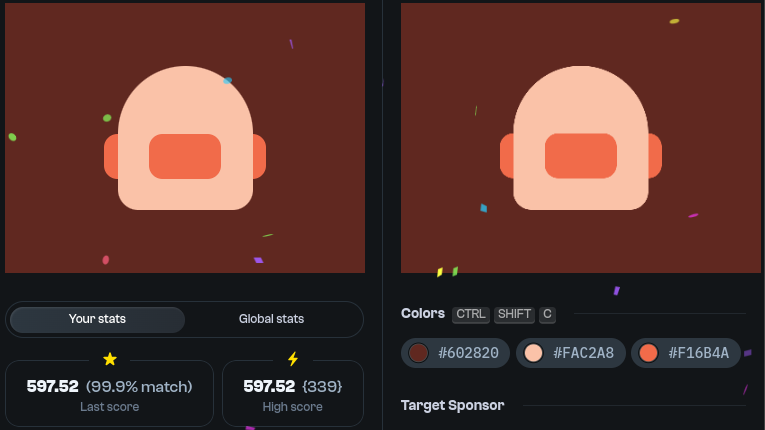 Your stats
Global stats
597.52 (99.9% match)
Last score
597.52 {339}
High score
Colors CTRL SHIFT C
#602820 #FAC2A8 #F16B4A
Target Sponsor